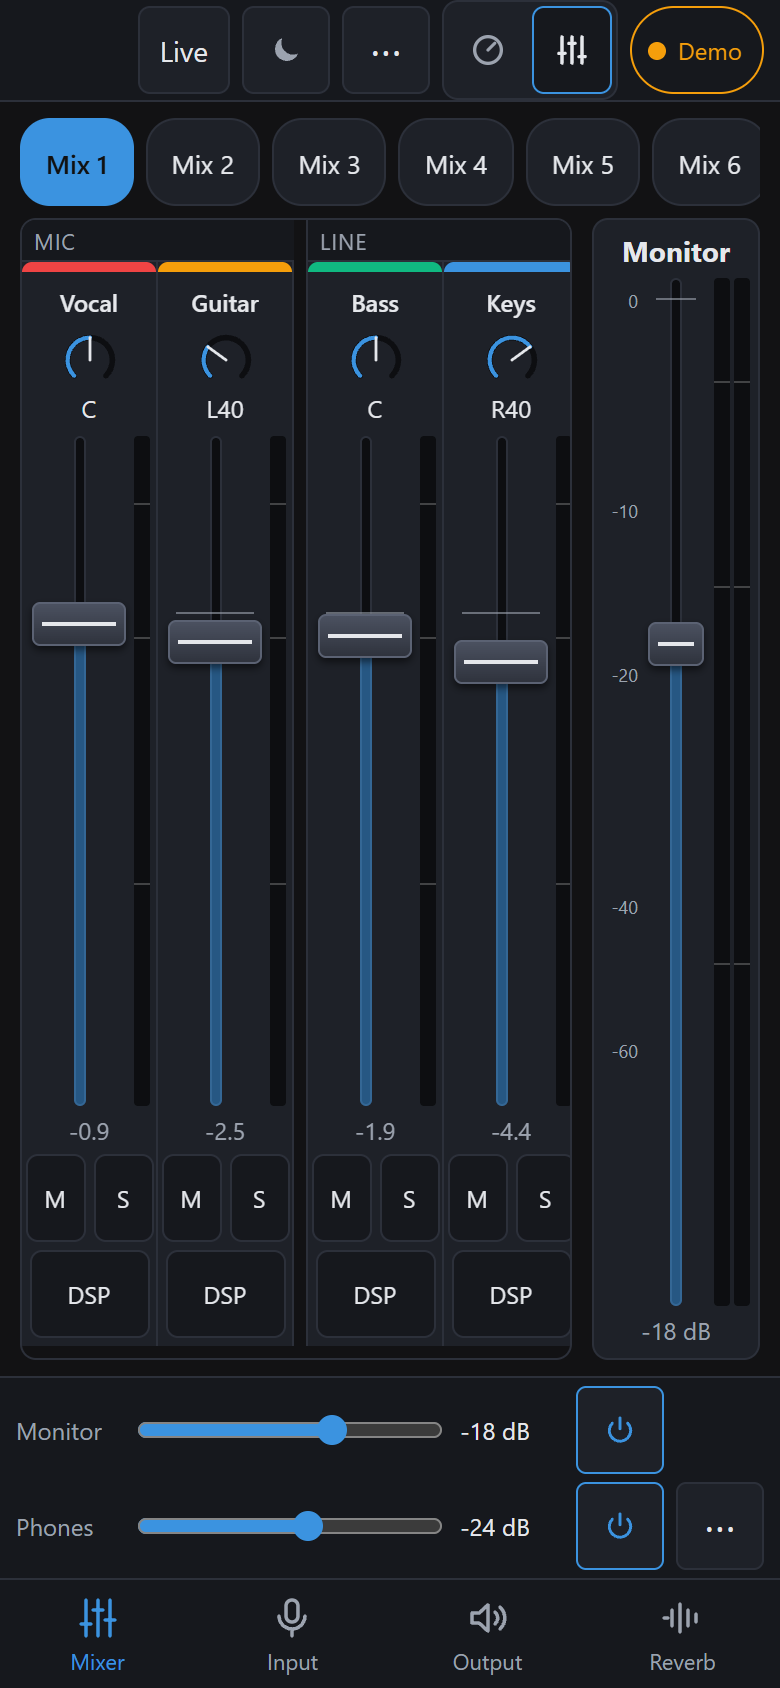 Live ... Demo
Mix 1 Mix 2 Mix 3 Mix 4 Mix 5 Mix 6
MIC LINE
Vocal Guitar Bass Keys
C L40 C R40
-0.9 -2.5 -1.9 -4.4
M S M S M S M S
DSP DSP DSP DSP
Monitor
0
-10
-20
-40
-60
-18 dB
Monitor -18 dB
Phones -24 dB ...
Mixer Input Output Reverb